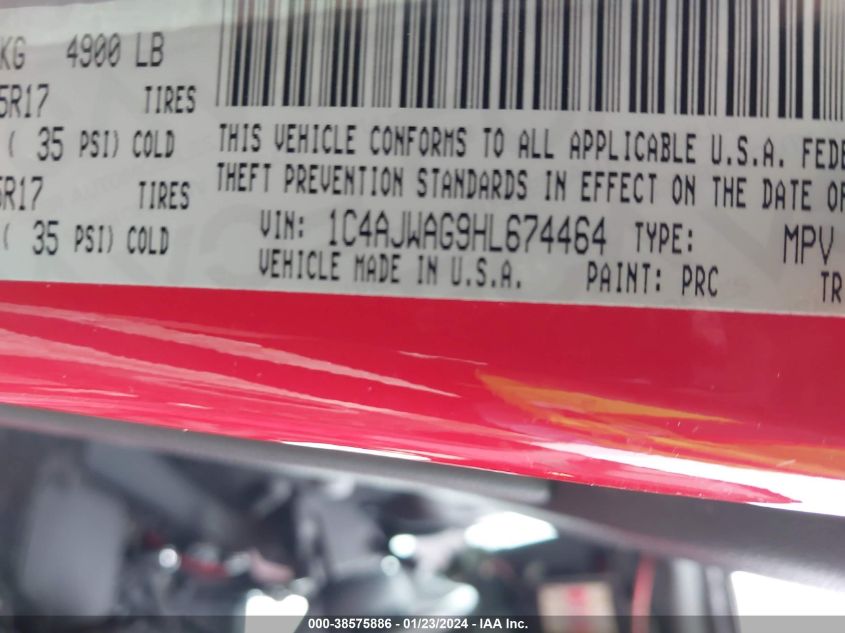 KG 4900 LB
5R17 TIRES
( 35 PSI) COLD
5R17 TIRES
( 35 PSI) COLD
THIS VEHICLE CONFORMS TO ALL APPLICABLE U.S.A. FEDE
THEFT PREVENTION STANDARDS IN EFFECT ON THE DATE OF
VIN: 1C4AJWAG9HL674464 TYPE: MPV
VEHICLE MADE IN U.S.A. PAINT: PRC TR
000-38575886 - 01/23/2024 - IAA Inc.